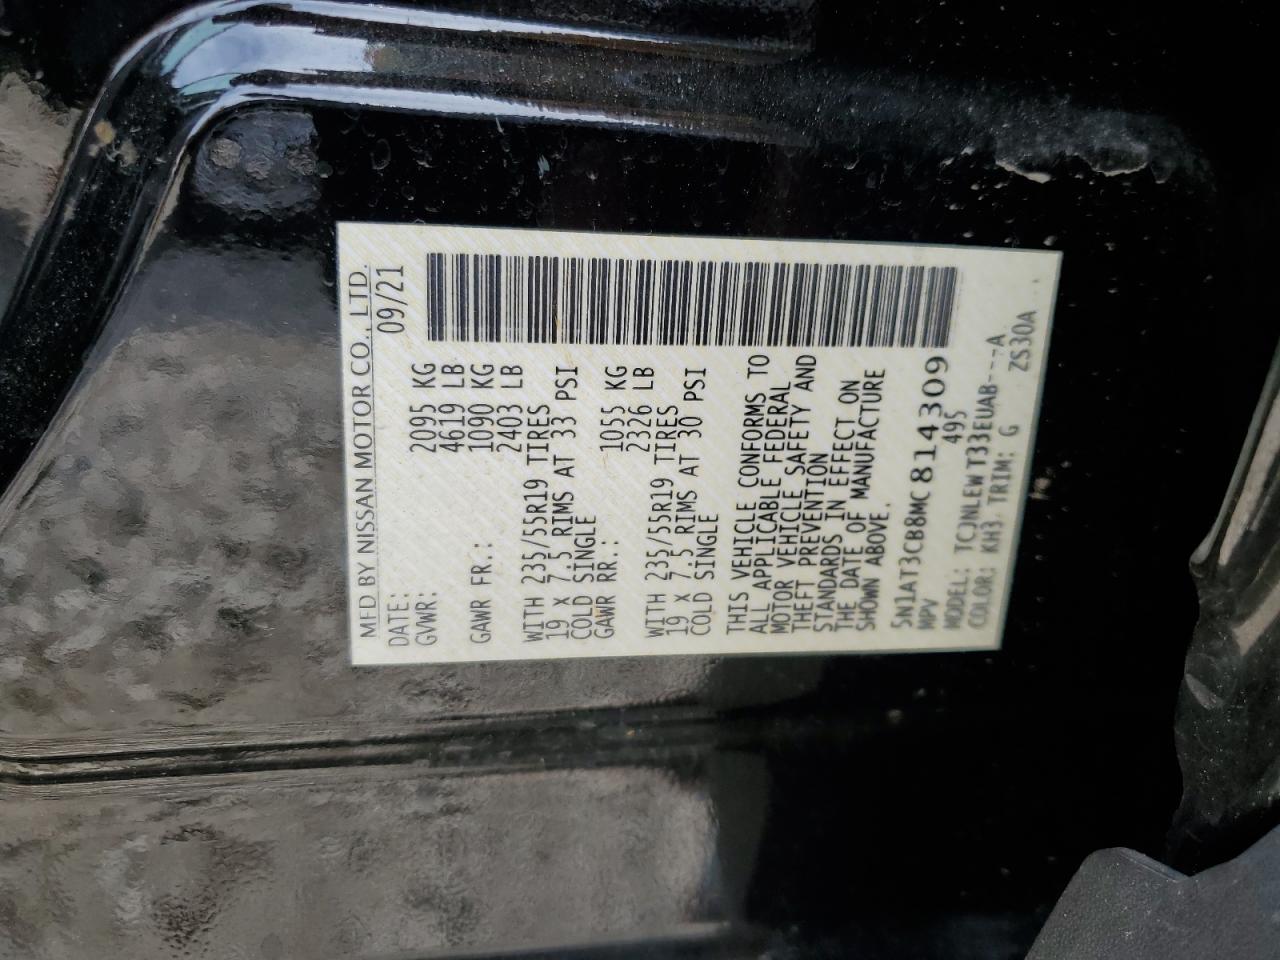 MFD BY NISSAN MOTOR CO., LTD.
DATE: 09/21
GVWR: 2095 KG
4619 LB
GAWR FR.: 1090 KG
2403 LB
WITH 235/55R19 TIRES
19 X 7.5 RIMS AT 33 PSI
COLD SINGLE
GAWR RR.: 1055 KG
2326 LB
WITH 235/55R19 TIRES
19 X 7.5 RIMS AT 30 PSI
COLD SINGLE
THIS VEHICLE CONFORMS TO
ALL APPLICABLE FEDERAL
MOTOR VEHICLE SAFETY AND
THEFT PREVENTION
STANDARDS IN EFFECT ON
THE DATE OF MANUFACTURE
SHOWN ABOVE.
5N1AT3CB8MC814309
MPV 495
MODEL: TCJNLEWT33EUAB---A
COLOR: KH3 TRIM: G ZS30A